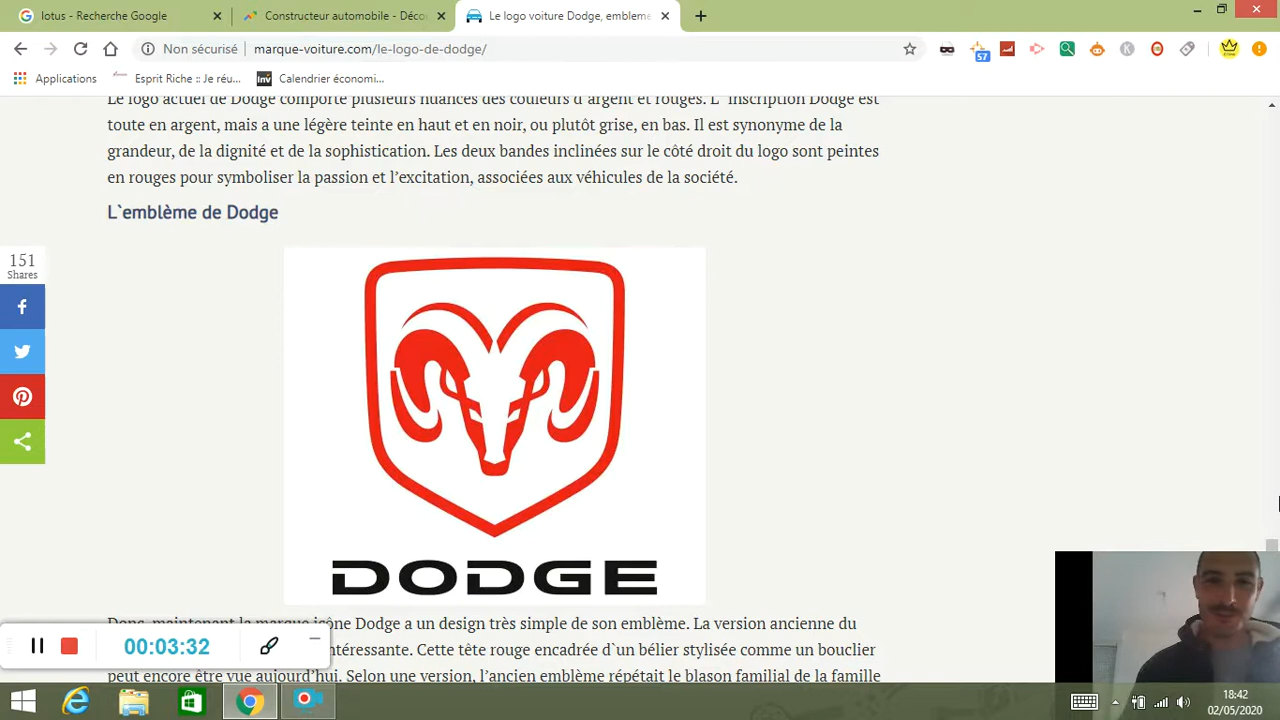 lotus - Recherche Google
Constructeur automobile - Déco
Le logo voiture Dodge, embleme
Non sécurisé
marque-voiture.com/le-logo-de-dodge/
57
K
Applications
Esprit Riche :: Je réu...
Inv
Calendrier économi...
Le logo actuel de Dodge comporte plusieurs nuances des couleurs d`argent et rouges. L` inscription Dodge est
toute en argent, mais a une légère teinte en haut et en noir, ou plutôt grise, en bas. Il est synonyme de la
grandeur, de la dignité et de la sophistication. Les deux bandes inclinées sur le côté droit du logo sont peintes
en rouges pour symboliser la passion et l’excitation, associées aux véhicules de la société.
L`emblème de Dodge
151
Shares
DODGE
Donc, maintenant la marque icône Dodge a un design très simple de son emblème. La version ancienne du
intéressante. Cette tête rouge encadrée d`un bélier stylisée comme un bouclier
peut encore être vue aujourd’hui. Selon une version, l’ancien emblème répétait le blason familial de la famille
00:03:32
18:42
02/05/2020